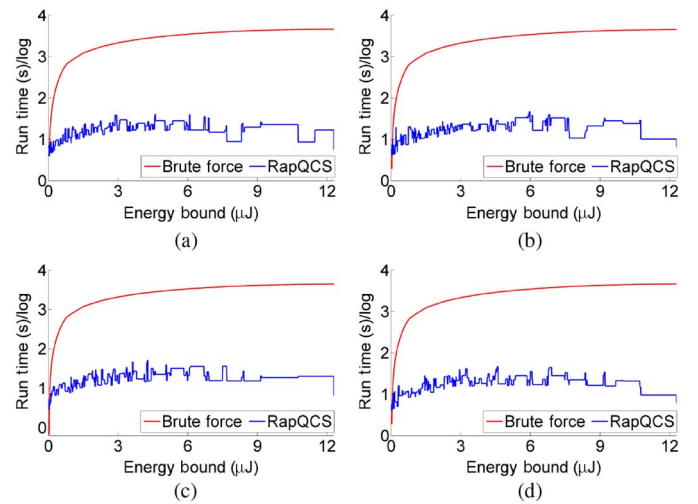 4
3
2
1
0
Run time (s)/log
Brute force RapQCS
0 3 6 9 12
Energy bound (μJ)
(a)
4
3
2
1
0
Run time (s)/log
Brute force RapQCS
0 3 6 9 12
Energy bound (μJ)
(b)
4
3
2
1
0
Run time (s)/log
Brute force RapQCS
0 3 6 9 12
Energy bound (μJ)
(c)
4
3
2
1
0
Run time (s)/log
Brute force RapQCS
0 3 6 9 12
Energy bound (μJ)
(d)